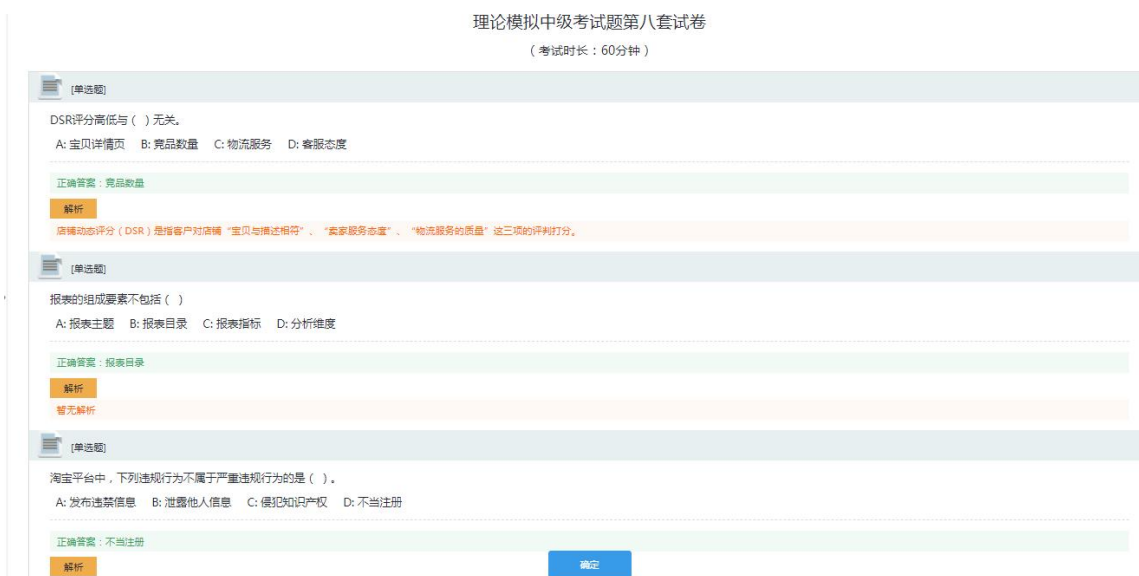 理论模拟中级考试题第八套试卷
（考试时长：60分钟）
[单选题]
DSR评分高低与（ ）无关。
A: 宝贝详情页 B: 竞品数量 C: 物流服务 D: 客服态度
正确答案：竞品数量
解析
店铺动态评分（DSR）是指客户对店铺“宝贝与描述相符”、“卖家服务态度”、“物流服务的质量”这三项的评判打分。
[单选题]
报表的组成要素不包括（ ）
A: 报表主题 B: 报表目录 C: 报表指标 D: 分析维度
正确答案：报表目录
解析
暂无解析
[单选题]
淘宝平台中，下列违规行为不属于严重违规行为的是（ ）。
A: 发布违禁信息 B: 泄露他人信息 C: 侵犯知识产权 D: 不当注册
正确答案：不当注册
解析
确定